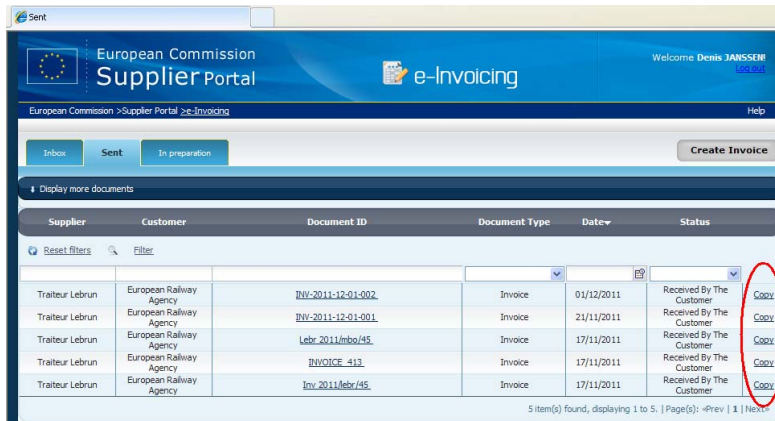 Sent
European Commission
Supplier Portal
e-Invoicing
Welcome Denis JANSSEN!
Log out
European Commission >Supplier Portal >e-Invoicing
Help
Inbox Sent In preparation
Create Invoice
Display more documents
Supplier Customer Document ID Document Type Date Status
Reset filters Filter
Traiteur Lebrun European Railway Agency INV-2011-12-01-002 Invoice 01/12/2011 Received By The Customer Copy
Traiteur Lebrun European Railway Agency INV-2011-12-01-001 Invoice 21/11/2011 Received By The Customer Copy
Traiteur Lebrun European Railway Agency Lebr 2011/mbo/45 Invoice 17/11/2011 Received By The Customer Copy
Traiteur Lebrun European Railway Agency INVOICE 413 Invoice 17/11/2011 Received By The Customer Copy
Traiteur Lebrun European Railway Agency Inv 2011/lebr/45 Invoice 17/11/2011 Received By The Customer Copy
5 item(s) found, displaying 1 to 5. | Page(s): «Prev | 1 | Next»